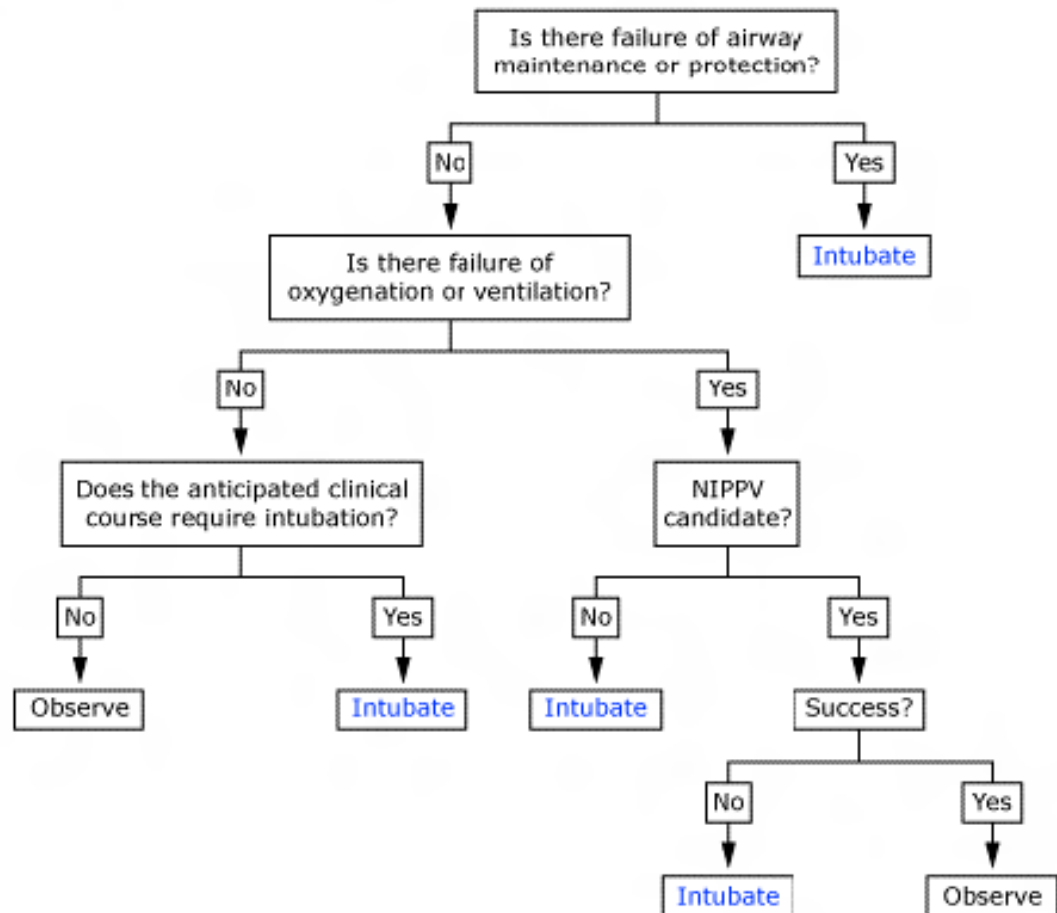 Is there failure of airway
maintenance or protection?
No
Yes
Intubate
Is there failure of
oxygenation or ventilation?
No
Yes
Does the anticipated clinical
course require intubation?
NIPPV
candidate?
No
Yes
No
Yes
Observe
Intubate
Intubate
Success?
No
Yes
Intubate
Observe